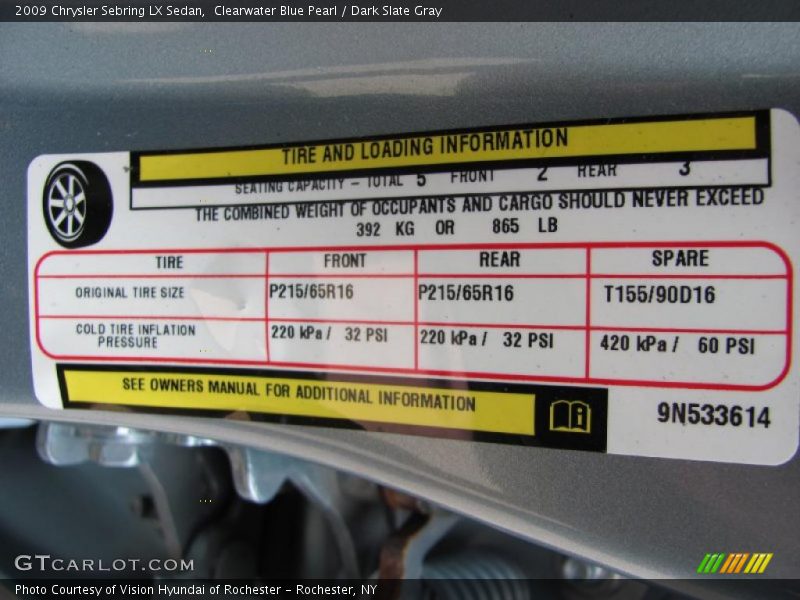 2009 Chrysler Sebring LX Sedan,  Clearwater Blue Pearl / Dark Slate Gray
TIRE AND LOADING INFORMATION
SEATING CAPACITY – TOTAL 5 FRONT 2 REAR 3
THE COMBINED WEIGHT OF OCCUPANTS AND CARGO SHOULD NEVER EXCEED
392 KG OR 865 LB
TIRE FRONT REAR SPARE
ORIGINAL TIRE SIZE P215/65R16 P215/65R16 T155/90D16
COLD TIRE INFLATION PRESSURE 220 kPa / 32 PSI 220 kPa / 32 PSI 420 kPa / 60 PSI
SEE OWNERS MANUAL FOR ADDITIONAL INFORMATION
9N533614
GTCARLOT.COM
Photo Courtesy of Vision Hyundai of Rochester – Rochester, NY